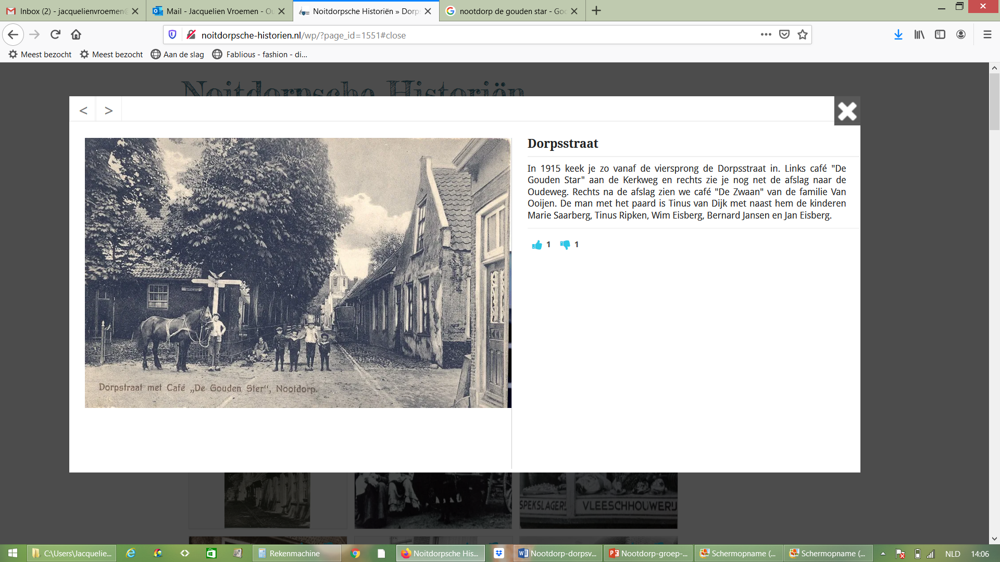 Inbox (2) - jacquelienvroemen@
Mail - Jacquelien Vroemen - Ou
Noitdorpsche Historiën » Dorps
nootdorp de gouden star - Goo
noitdorpsche-historien.nl/wp/?page_id=1551#close
Meest bezocht
Meest bezocht
Aan de slag
Fablious - fashion - di...
Noitdorpsche Historiën
< >
Dorpsstraat
In 1915 keek je zo vanaf de viersprong de Dorpsstraat in. Links café "De
Gouden Star" aan de Kerkweg en rechts zie je nog net de afslag naar de
Oudeweg. Rechts na de afslag zien we café "De Zwaan" van de familie Van
Ooijen. De man met het paard is Tinus van Dijk met naast hem de kinderen
Marie Saarberg, Tinus Ripken, Wim Eisberg, Bernard Jansen en Jan Eisberg.
1 1
Dorpstraat met Café „De Gouden Ster“, Nootdorp.
SPEKSLAGERIJ VLEESCHHOUWERIJ
C:\Users\Jacquelie...
Rekenmachine
Noitdorpsche His...
Nootdorp-dorpsv...
Nootdorp-groep-...
Schermopname (...
Schermopname (...
NLD
14:06